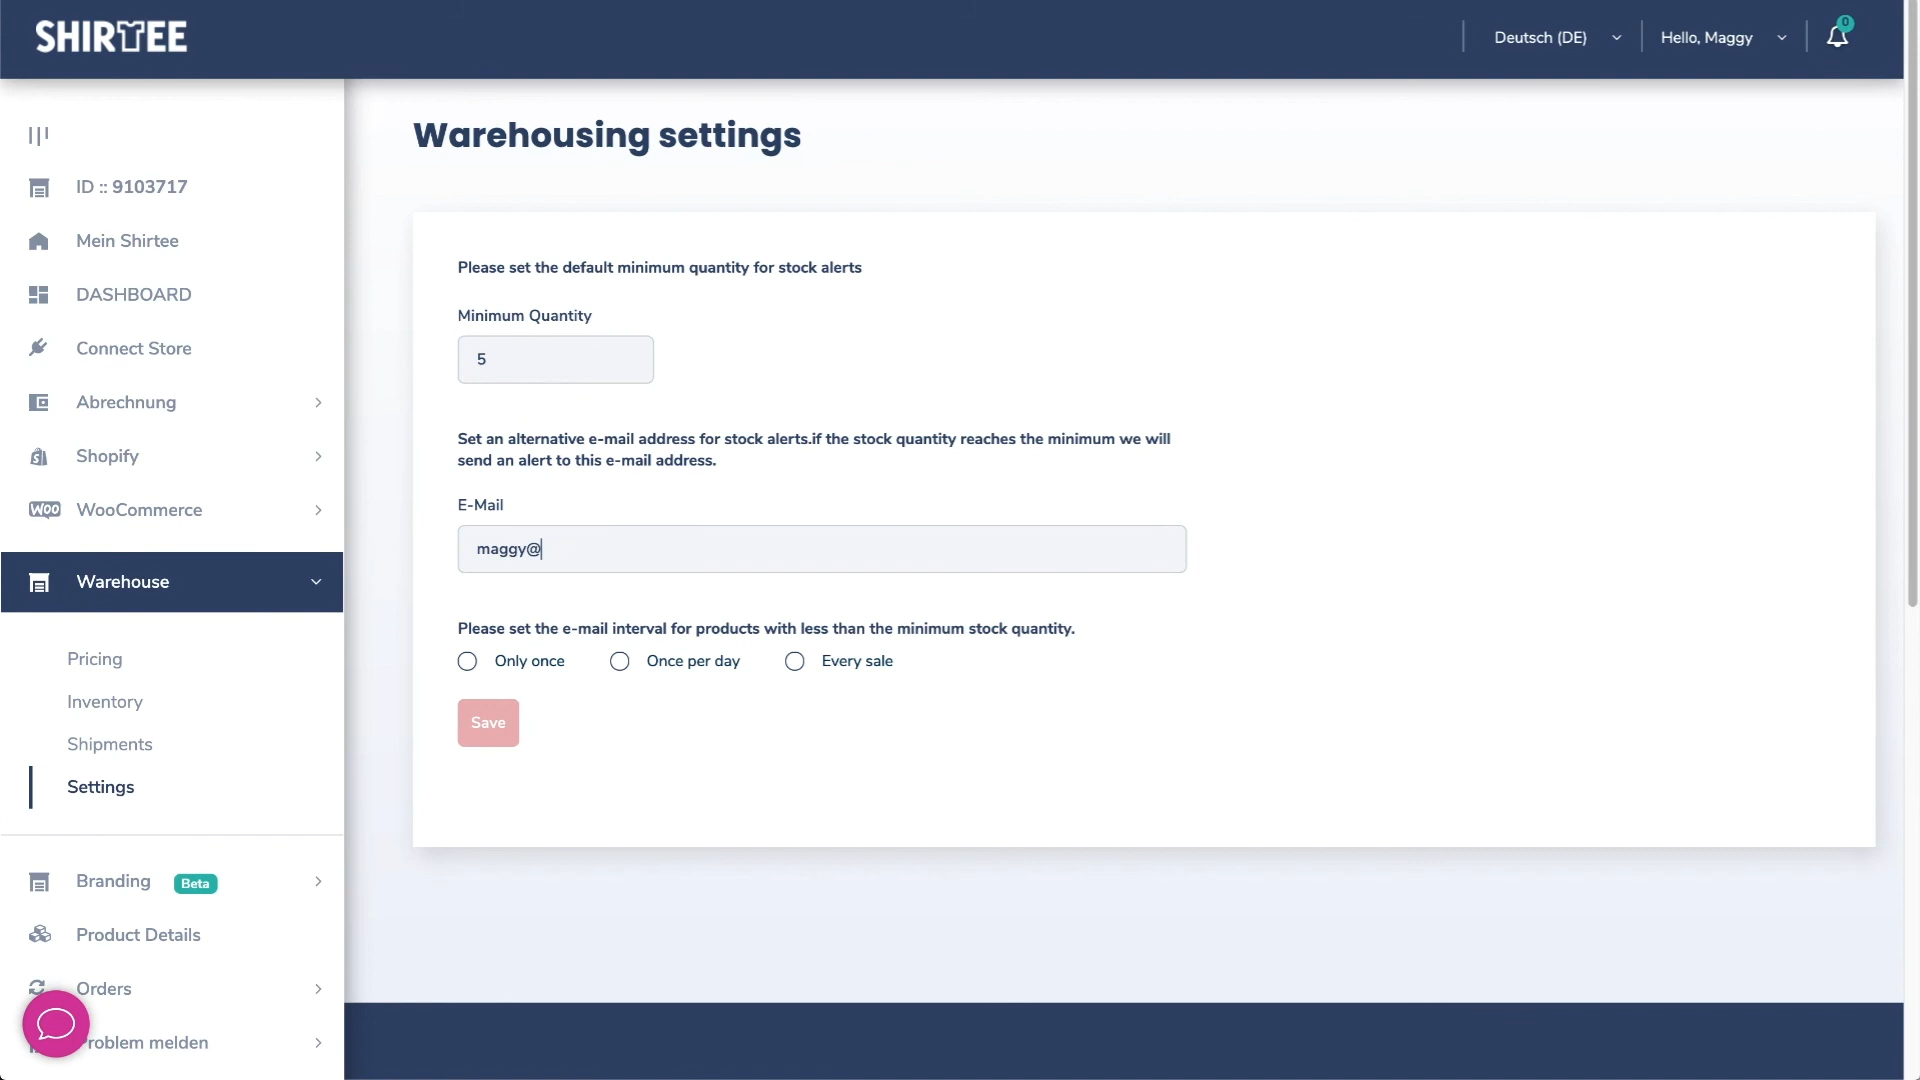 SHIRTEE
Deutsch (DE)
Hello, Maggy
0
ID :: 9103717
Mein Shirtee
DASHBOARD
Connect Store
Abrechnung
Shopify
WOO WooCommerce
Warehouse
Pricing
Inventory
Shipments
Settings
Branding Beta
Product Details
Orders
Problem melden
Warehousing settings
Please set the default minimum quantity for stock alerts
Minimum Quantity
5
Set an alternative e-mail address for stock alerts.if the stock quantity reaches the minimum we will
send an alert to this e-mail address.
E-Mail
maggy@
Please set the e-mail interval for products with less than the minimum stock quantity.
Only once Once per day Every sale
Save